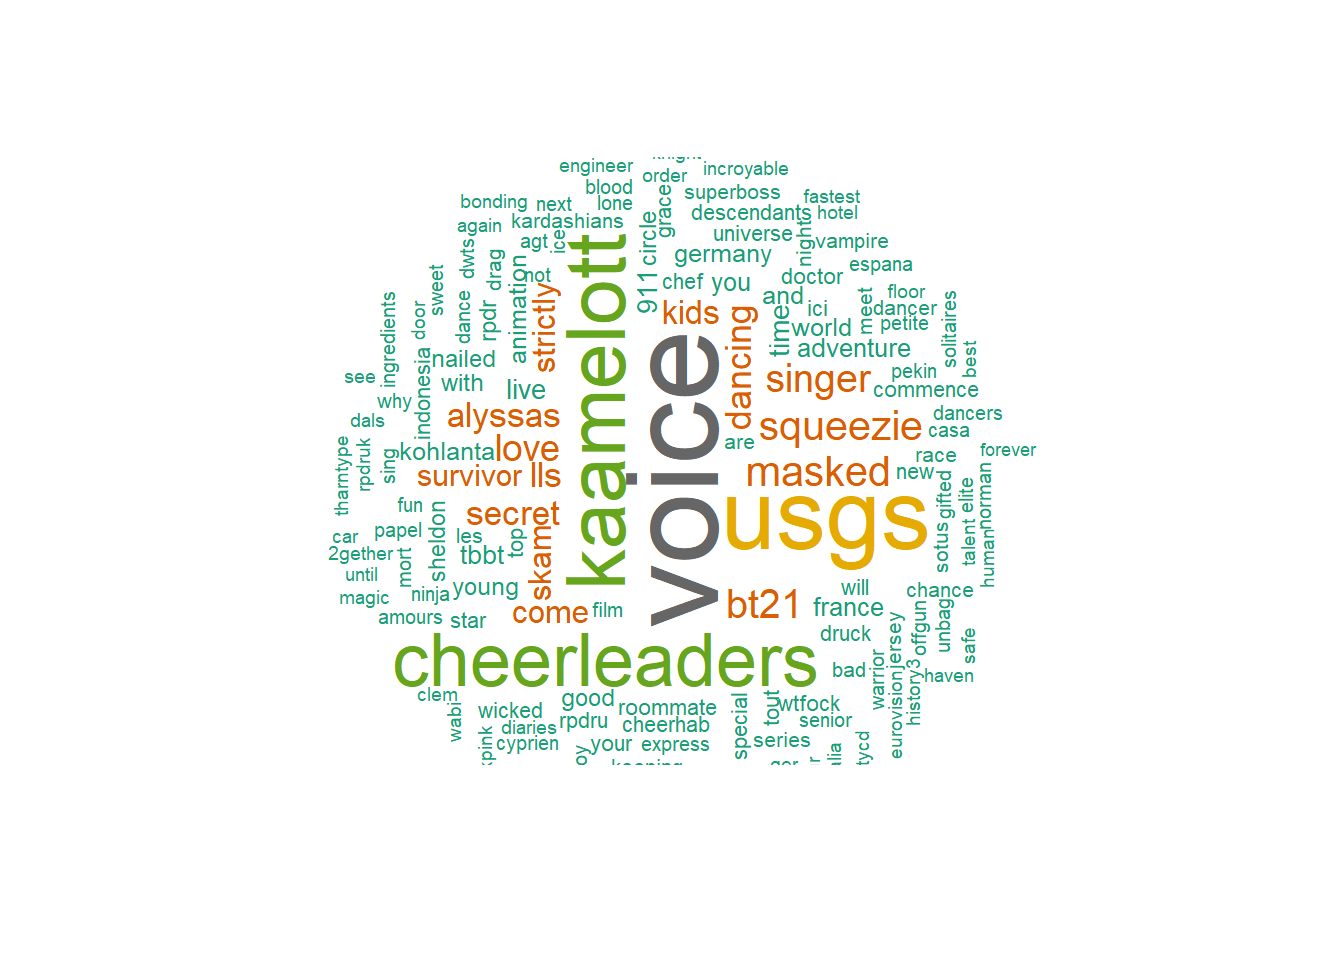 engineer
incroyable
order
blood
superboss
fastest
bonding
next
lone
grace
descendants
hotel
again
kardashians
circle
universe
night
vampire
agt
ice
germany
dwts
drag
not
kaamelott
911
chef
you
doctor
espana
sweet
animation
strictly
kids
and
ici
meet
floor
dancer
door
dance
rpdr
dancing
time
world
petite
solitaires
ingredients
nailed
voice
adventure
best
see
with
live
singer
pekin
commence
why
indonesia
alyssas
squeezie
dancers
dals
casa
kohlanta
love
are
race
forever
tharntype
rpdruk
sing
survivor
lls
masked
new
gifted
elite
norman
fun
secret
usgs
car
papel
sheldon
les
top
skam
sotus
talent
human
2gether
mort
tbbt
until
ninja
young
will
chance
magic
bt21
france
amours
star
come
film
druck
jersey
offgun
unbag
safe
cheerleaders
bad
warrior
haven
clem
good
roommate
special
tout
wtfock
eurovision
history3
wabi
wicked
diaries
rpdru
cheerhab
senior
cyprien
your
express
series
tycd